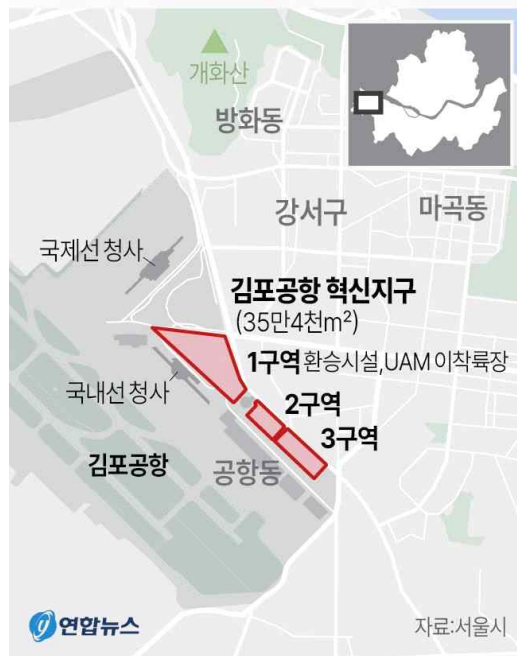 개화산
방화동
강서구
마곡동
국제선 청사
김포공항 혁신지구
(35만4천m²)
1구역 환승시설,UAM 이착륙장
국내선 청사
2구역
3구역
김포공항
공항동
연합뉴스
자료:서울시